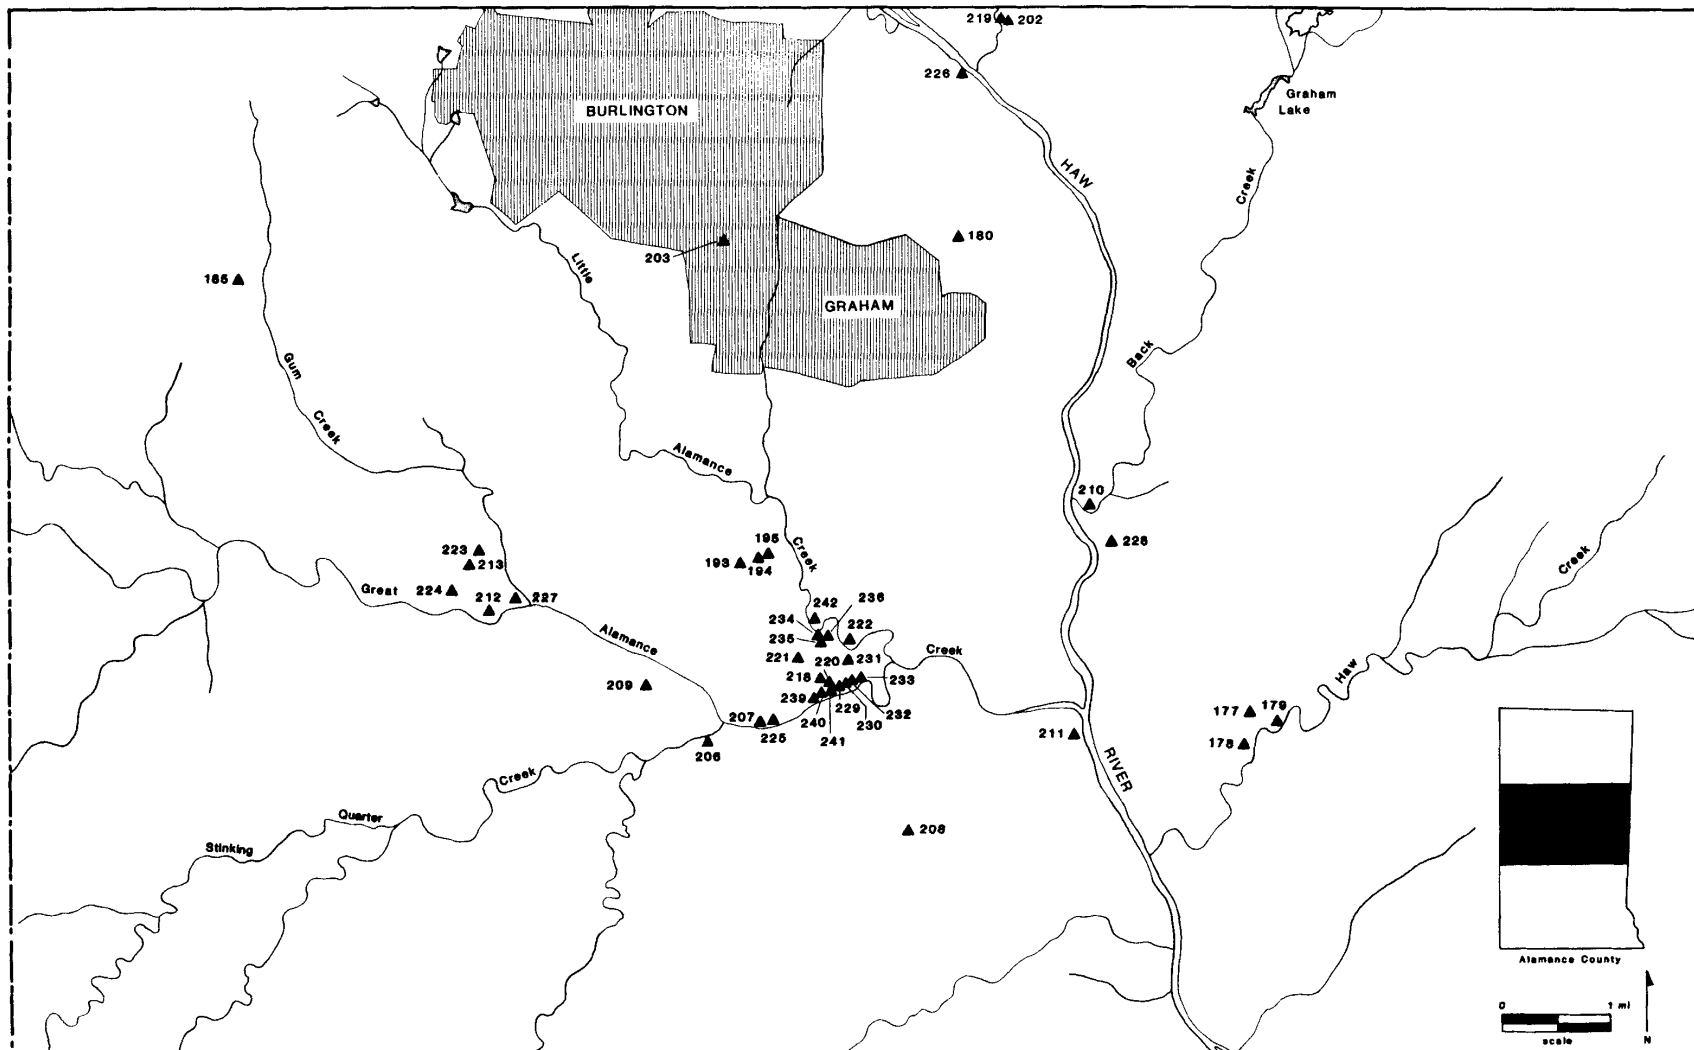 219
202
226
Graham
Lake
BURLINGTON
HAW
Creek
180
203
Little
185
GRAHAM
Back
Gum
Creek
Alamance
210
195
223
213
193
194
Creek
228
Creek
224
Great
212
227
242
236
234
235
222
Alamance
221
220
231
Creek
218
233
209
239
Haw
207
229
232
240
230
177
179
225
241
211
178
206
RIVER
Creek
Quarter
208
Stinking
Alamance County
0
1 mi
scale
N